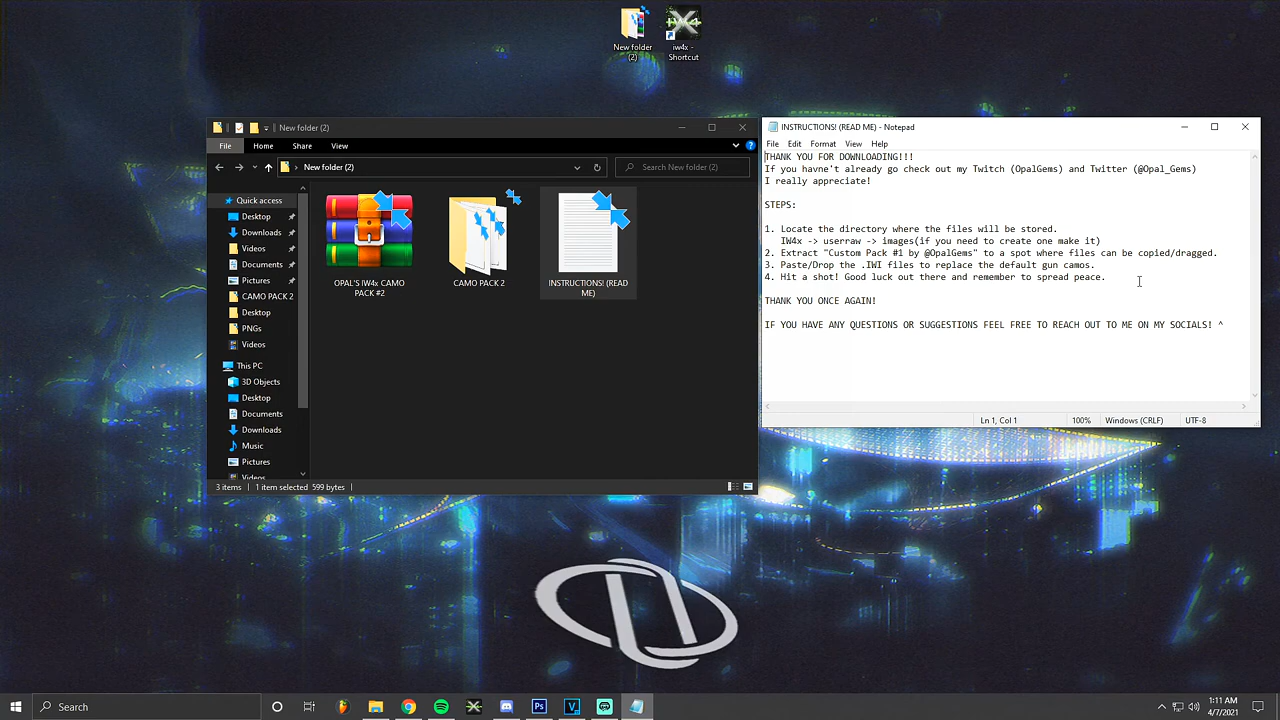 New folder
(2)
iw4x -
Shortcut
New folder (2)
File
Home
Share
View
New folder (2)
Search New folder (2)
Quick access
Desktop
Downloads
Videos
Documents
Pictures
CAMO PACK 2
Desktop
PNGs
Videos
This PC
3D Objects
Desktop
Documents
Downloads
Music
Pictures
Videos
OPAL'S IW4x CAMO
PACK #2
CAMO PACK 2
INSTRUCTIONS! (READ
ME)
3 items
1 item selected 599 bytes
INSTRUCTIONS! (READ ME) - Notepad
File Edit Format View Help
THANK YOU FOR DOWNLOADING!!!
If you havne't already go check out my Twitch (OpalGems) and Twitter (@Opal_Gems)
I really appreciate!
STEPS:
1. Locate the directory where the files will be stored.
IW4x -> userraw -> images(if you need to create one make it)
2. Extract "Custom Pack #1 by @OpalGems" to a spot where files can be copied/dragged.
3. Paste/Drop the .IWI files to replace the default gun camos.
4. Hit a shot! Good luck out there and remember to spread peace.
THANK YOU ONCE AGAIN!
IF YOU HAVE ANY QUESTIONS OR SUGGESTIONS FEEL FREE TO REACH OUT TO ME ON MY SOCIALS! ^
Ln 1, Col 1
100%
Windows (CRLF)
UTF-8
Search
Ps
V
1:11 AM
4/7/2021